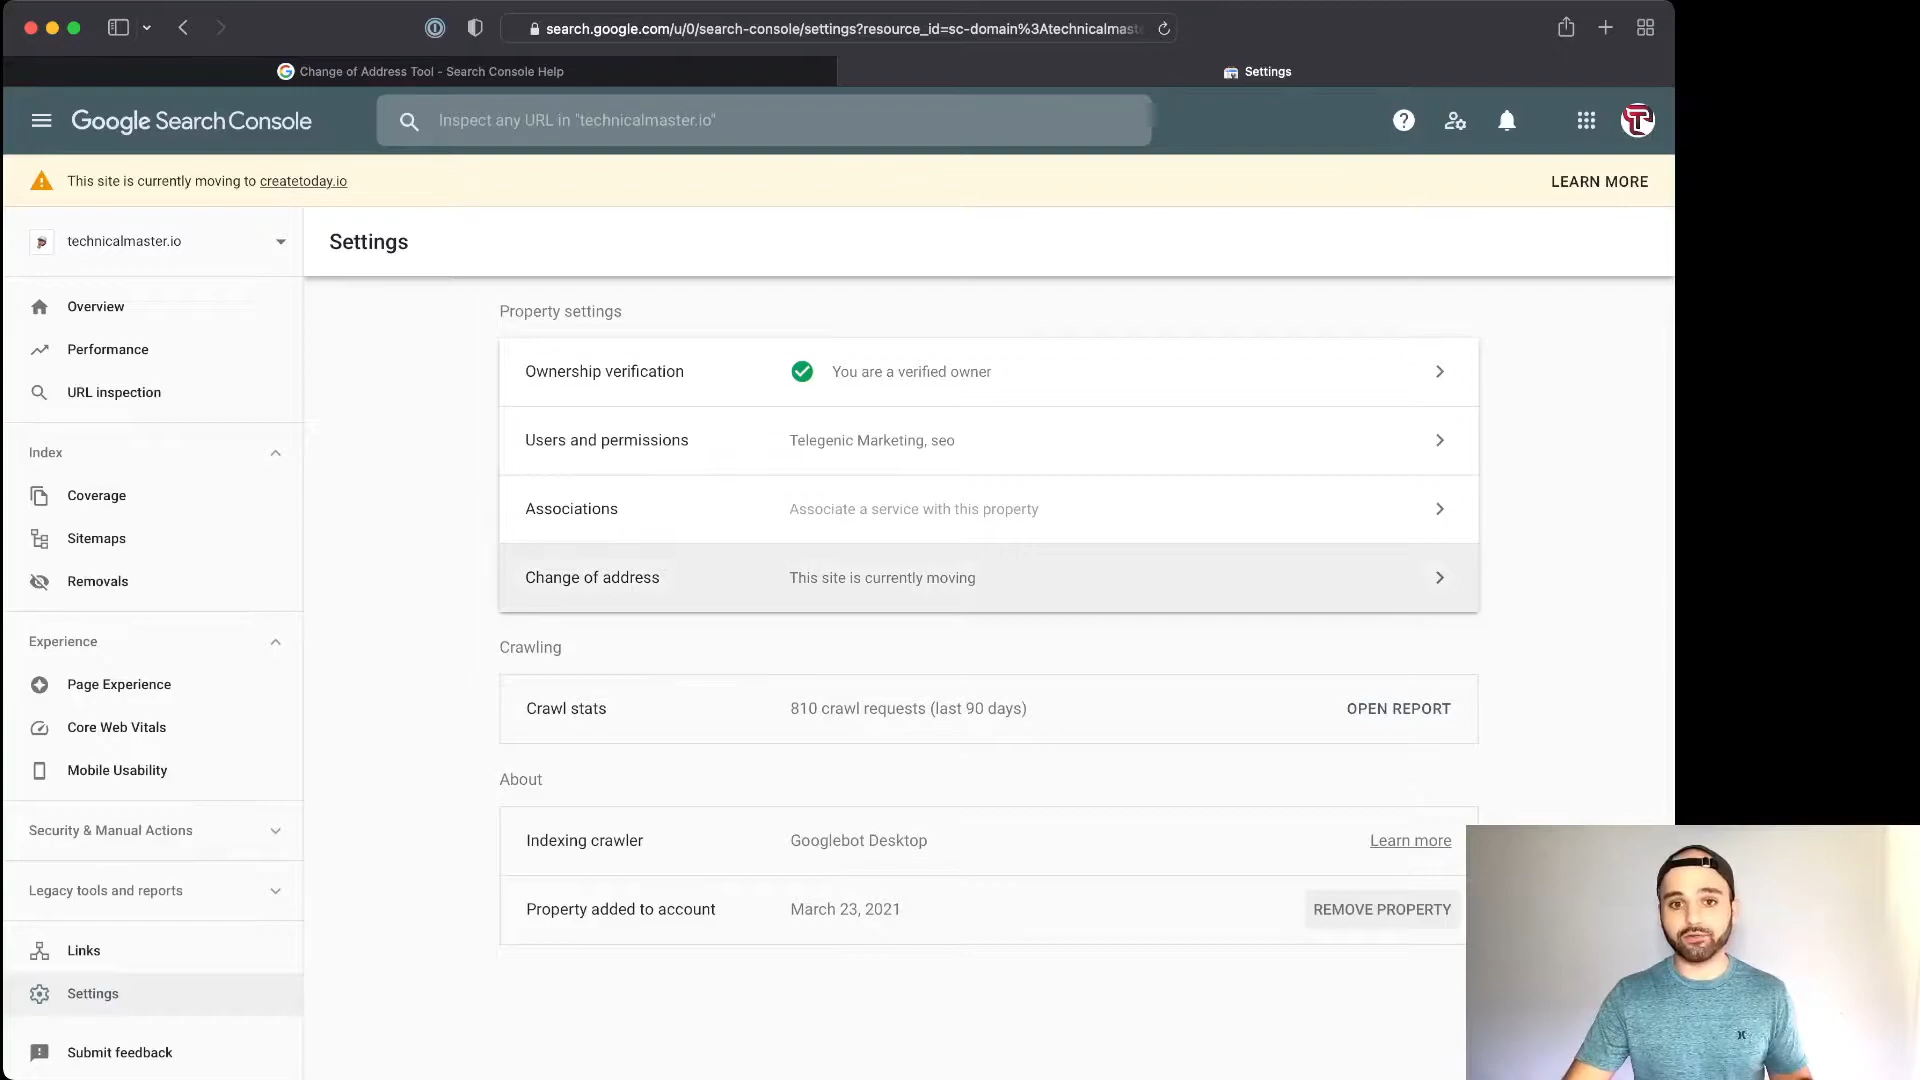 search.google.com/u/0/search-console/settings?resource_id=sc-domain%3Atechnicalmast
Change of Address Tool - Search Console Help
Settings
Google Search Console
Inspect any URL in "technicalmaster.io"
This site is currently moving to createtoday.io
LEARN MORE
technicalmaster.io
Settings
Overview
Performance
URL inspection
Index
Coverage
Sitemaps
Removals
Experience
Page Experience
Core Web Vitals
Mobile Usability
Security & Manual Actions
Legacy tools and reports
Links
Settings
Submit feedback
Property settings
Ownership verification You are a verified owner
Users and permissions Telegenic Marketing, seo
Associations Associate a service with this property
Change of address This site is currently moving
Crawling
Crawl stats 810 crawl requests (last 90 days) OPEN REPORT
About
Indexing crawler Googlebot Desktop Learn more
Property added to account March 23, 2021 REMOVE PROPERTY